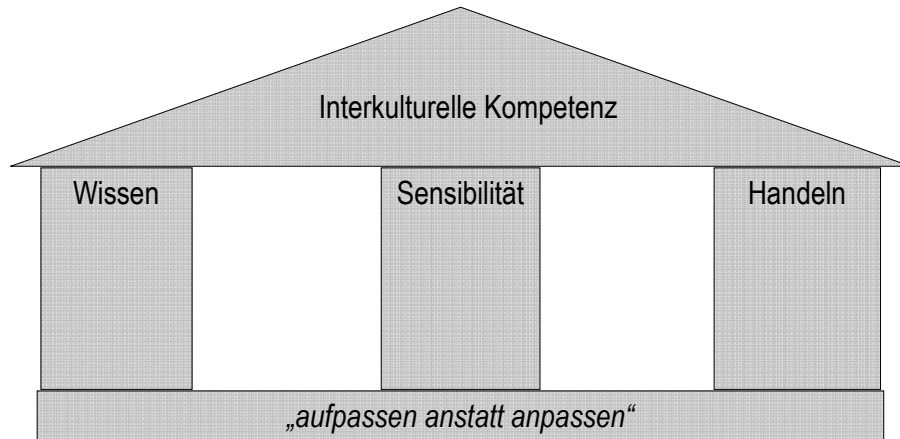 Interkulturelle Kompetenz
Wissen
Sensibilität
Handeln
„aufpassen anstatt anpassen“